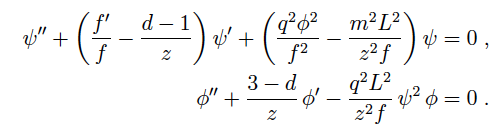 ψ'' + (f'/f − (d − 1)/z) ψ' + (q²φ²/f² − m²L²/(z²f)) ψ = 0 ,
φ'' + (3 − d)/z φ' − q²L²/(z²f) ψ² φ = 0 .